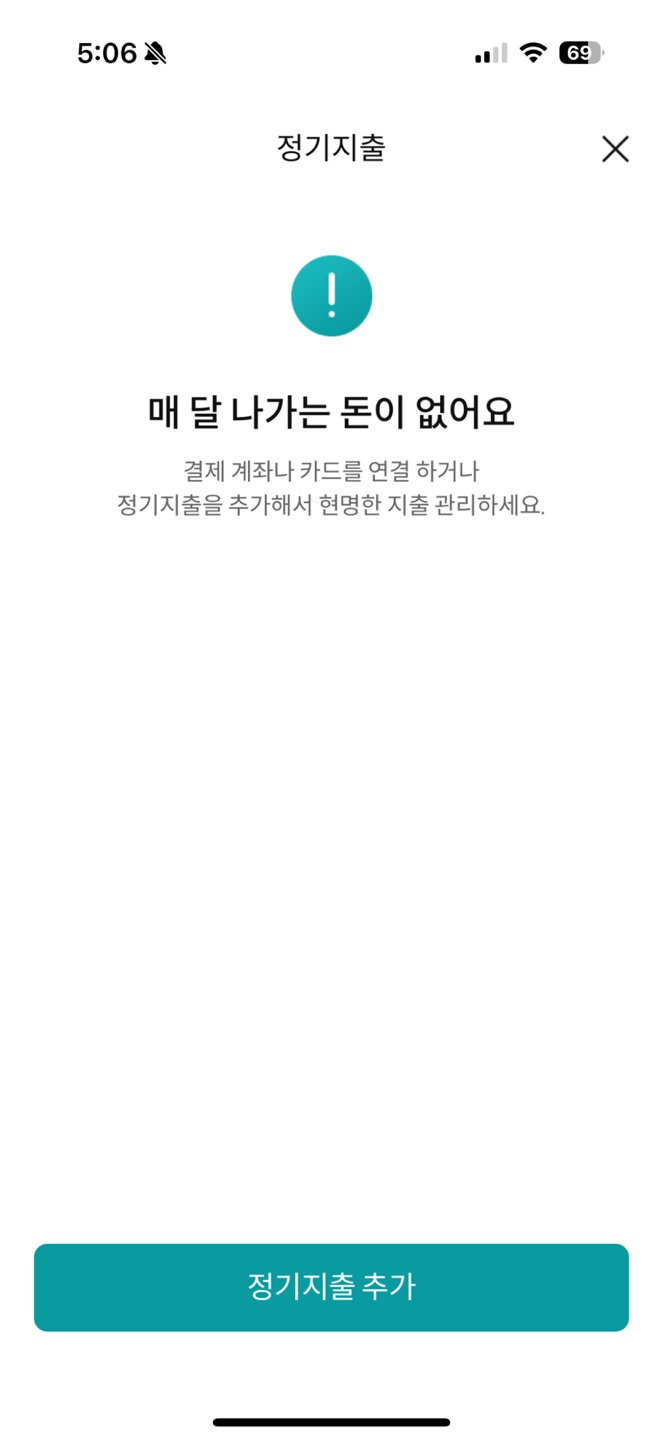 5:06
69
정기지출
매 달 나가는 돈이 없어요
결제 계좌나 카드를 연결 하거나
정기지출을 추가해서 현명한 지출 관리하세요.
정기지출 추가